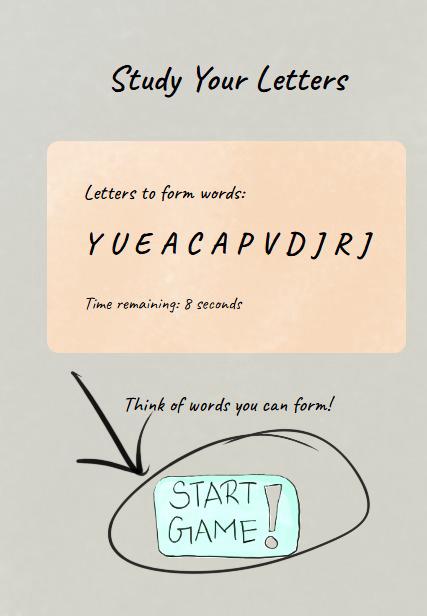 Study Your Letters
Letters to form words:
Y U E A C A P V D J R J
Time remaining: 8 seconds
Think of words you can form!
START
GAME!